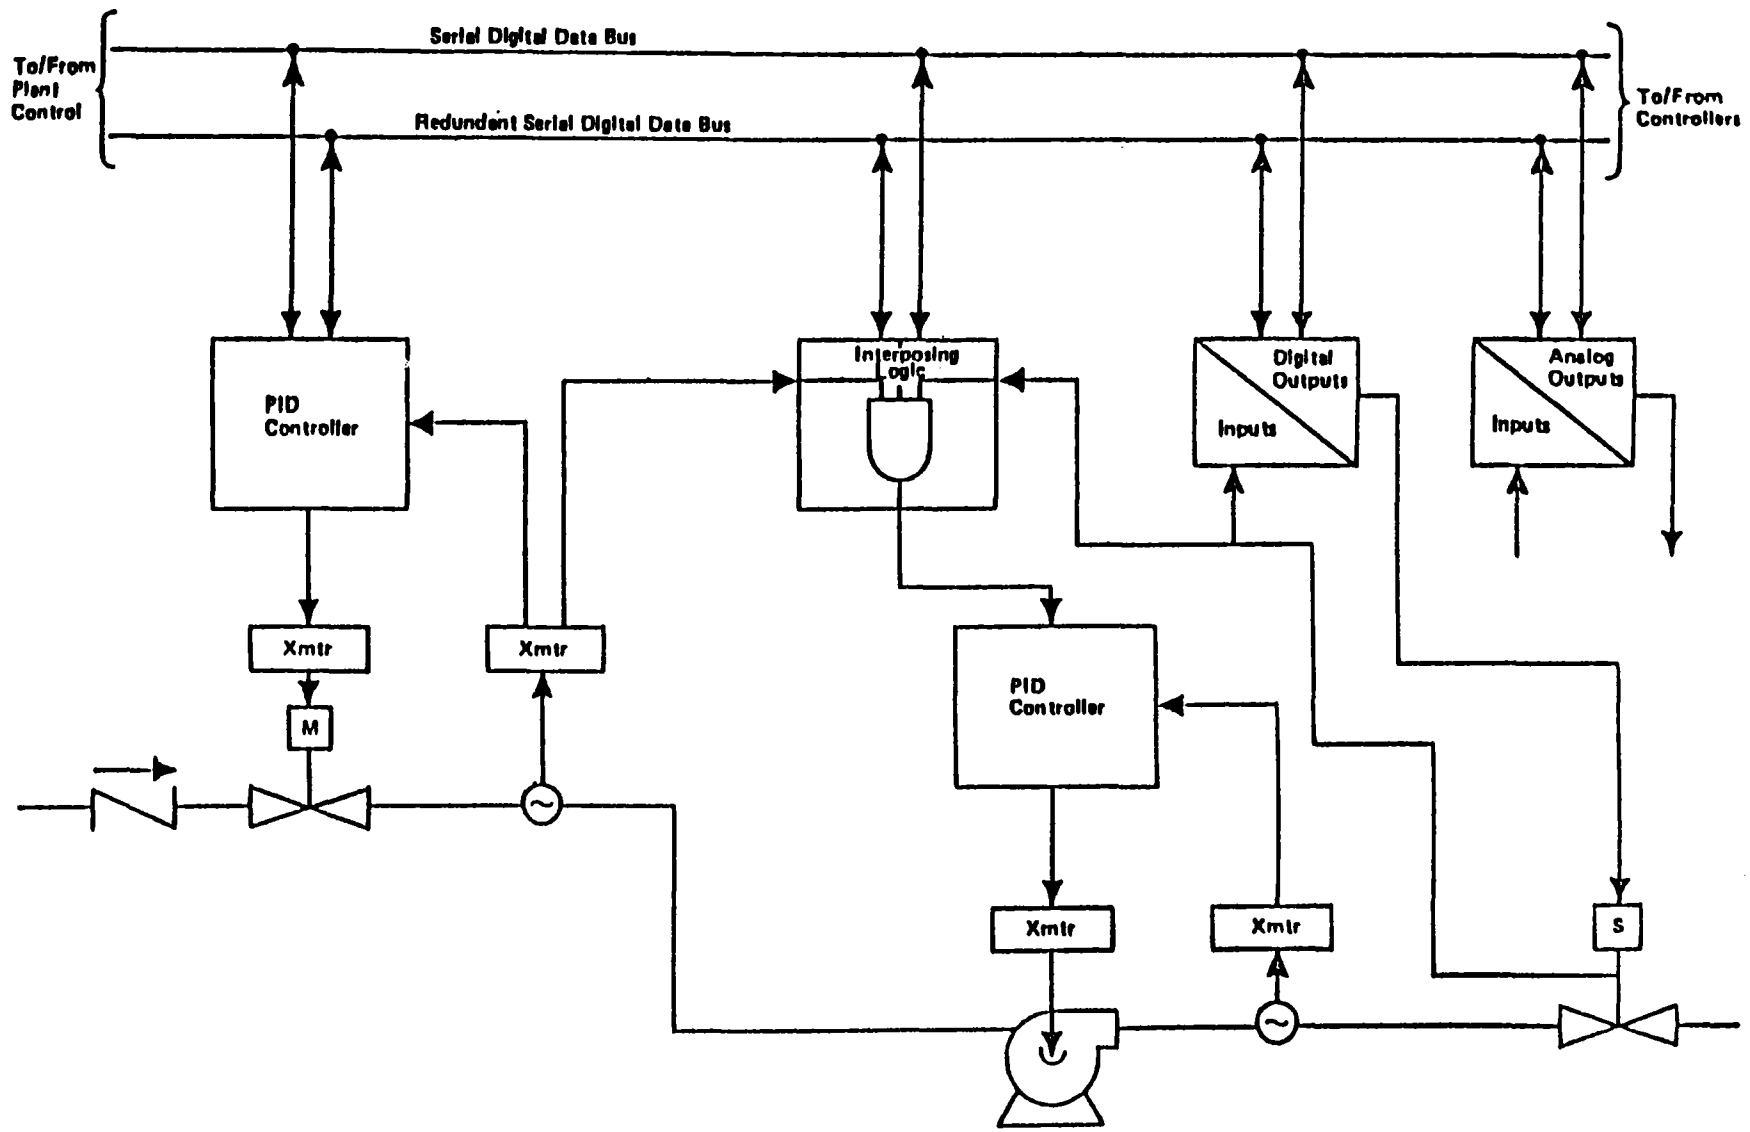 Serial Digital Data Bus
To/From
Plant
Control
To/From
Controllers
Redundant Serial Digital Data Bus
PID
Controller
Interposing
Logic
Digital
Outputs
Inputs
Analog
Outputs
Inputs
Xmtr
Xmtr
M
PID
Controller
Xmtr
Xmtr
S